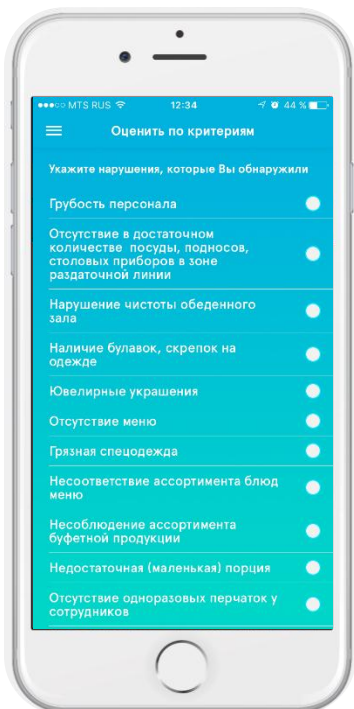 MTS RUS 12:34 44 %
Оценить по критериям
Укажите нарушения, которые Вы обнаружили
Грубость персонала
Отсутствие в достаточном
количестве посуды, подносов,
столовых приборов в зоне
раздаточной линии
Нарушение чистоты обеденного
зала
Наличие булавок, скрепок на
одежде
Ювелирные украшения
Отсутствие меню
Грязная спецодежда
Несоответствие ассортимента блюд
меню
Несоблюдение ассортимента
буфетной продукции
Недостаточная (маленькая) порция
Отсутствие одноразовых перчаток у
сотрудников